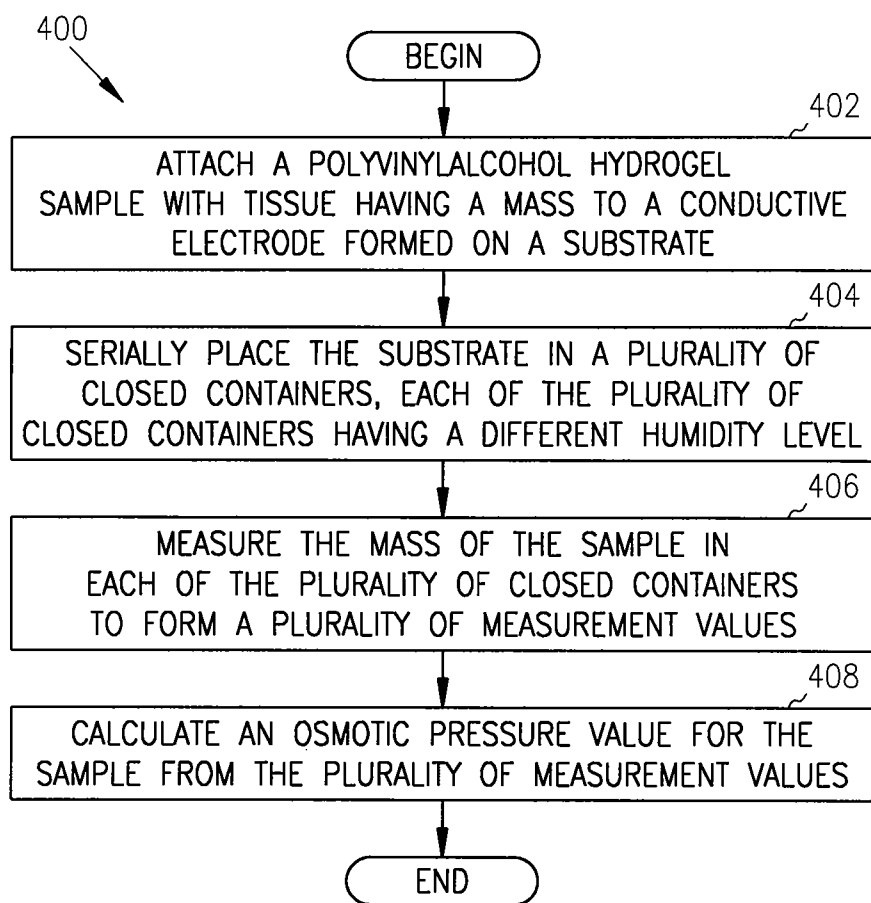 400
BEGIN
402
ATTACH A POLYVINYLALCOHOL HYDROGEL
SAMPLE WITH TISSUE HAVING A MASS TO A CONDUCTIVE
ELECTRODE FORMED ON A SUBSTRATE
404
SERIALLY PLACE THE SUBSTRATE IN A PLURALITY OF
CLOSED CONTAINERS, EACH OF THE PLURALITY OF
CLOSED CONTAINERS HAVING A DIFFERENT HUMIDITY LEVEL
406
MEASURE THE MASS OF THE SAMPLE IN
EACH OF THE PLURALITY OF CLOSED CONTAINERS
TO FORM A PLURALITY OF MEASUREMENT VALUES
408
CALCULATE AN OSMOTIC PRESSURE VALUE FOR THE
SAMPLE FROM THE PLURALITY OF MEASUREMENT VALUES
END